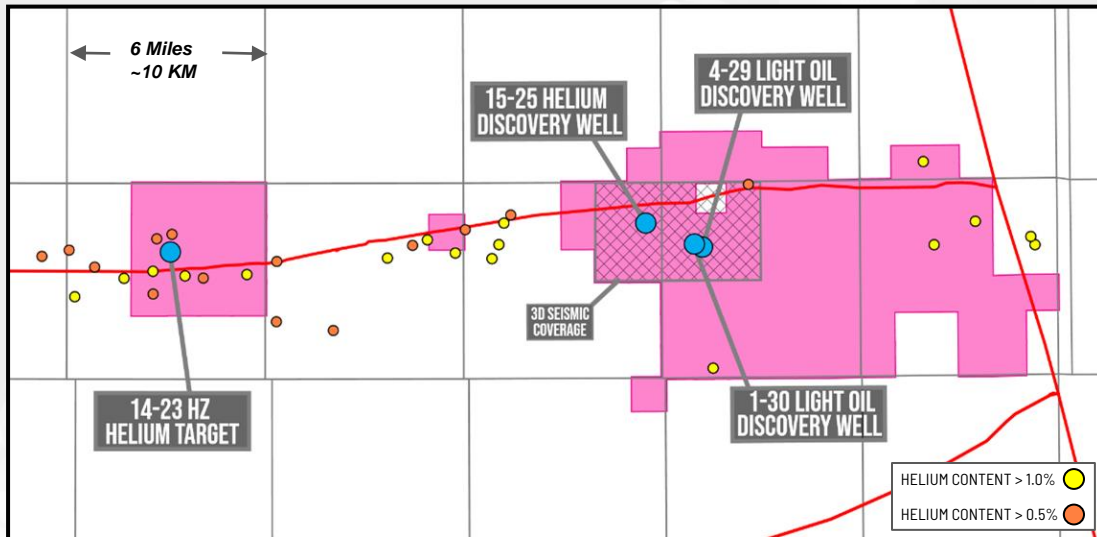 6 Miles
~10 KM
4-29 LIGHT OIL
DISCOVERY WELL
15-25 HELIUM
DISCOVERY WELL
3D SEISMIC
COVERAGE
14-23 HZ
HELIUM TARGET
1-30 LIGHT OIL
DISCOVERY WELL
HELIUM CONTENT > 1.0%
HELIUM CONTENT > 0.5%